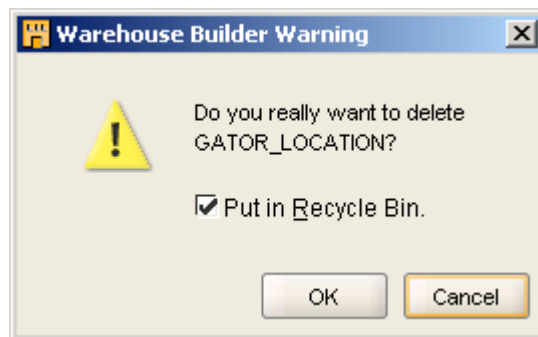 Warehouse Builder Warning
Do you really want to delete
GATOR_LOCATION?
Put in Recycle Bin.
OK Cancel